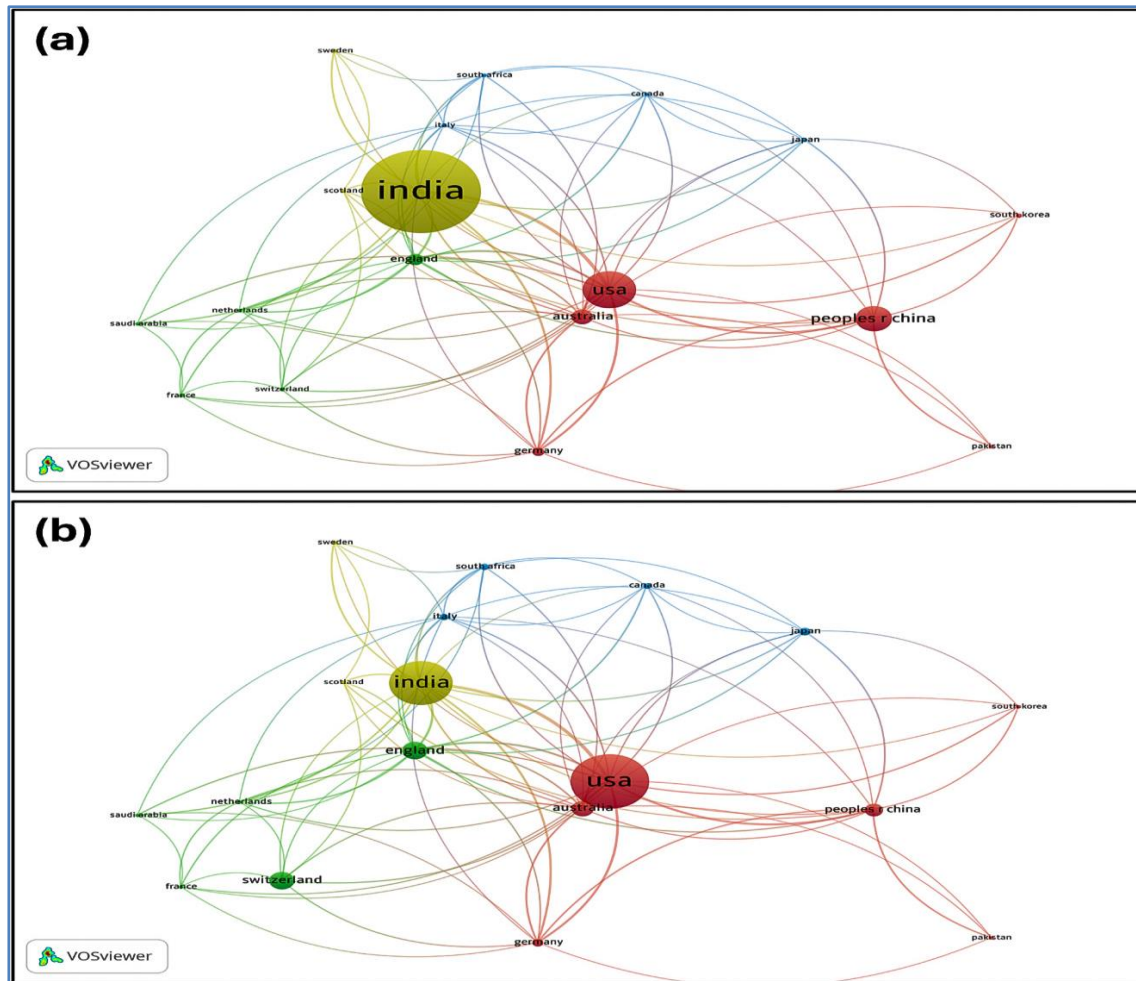 (a)
sweden
south africa
canada
italy
japan
india
scotland
south korea
england
usa
netherlands
australia
peoples r china
saudi arabia
switzerland
france
germany
pakistan
VOSviewer
(b)
sweden
south africa
canada
italy
japan
india
scotland
south korea
england
usa
netherlands
australia
peoples r china
saudi arabia
switzerland
france
germany
pakistan
VOSviewer